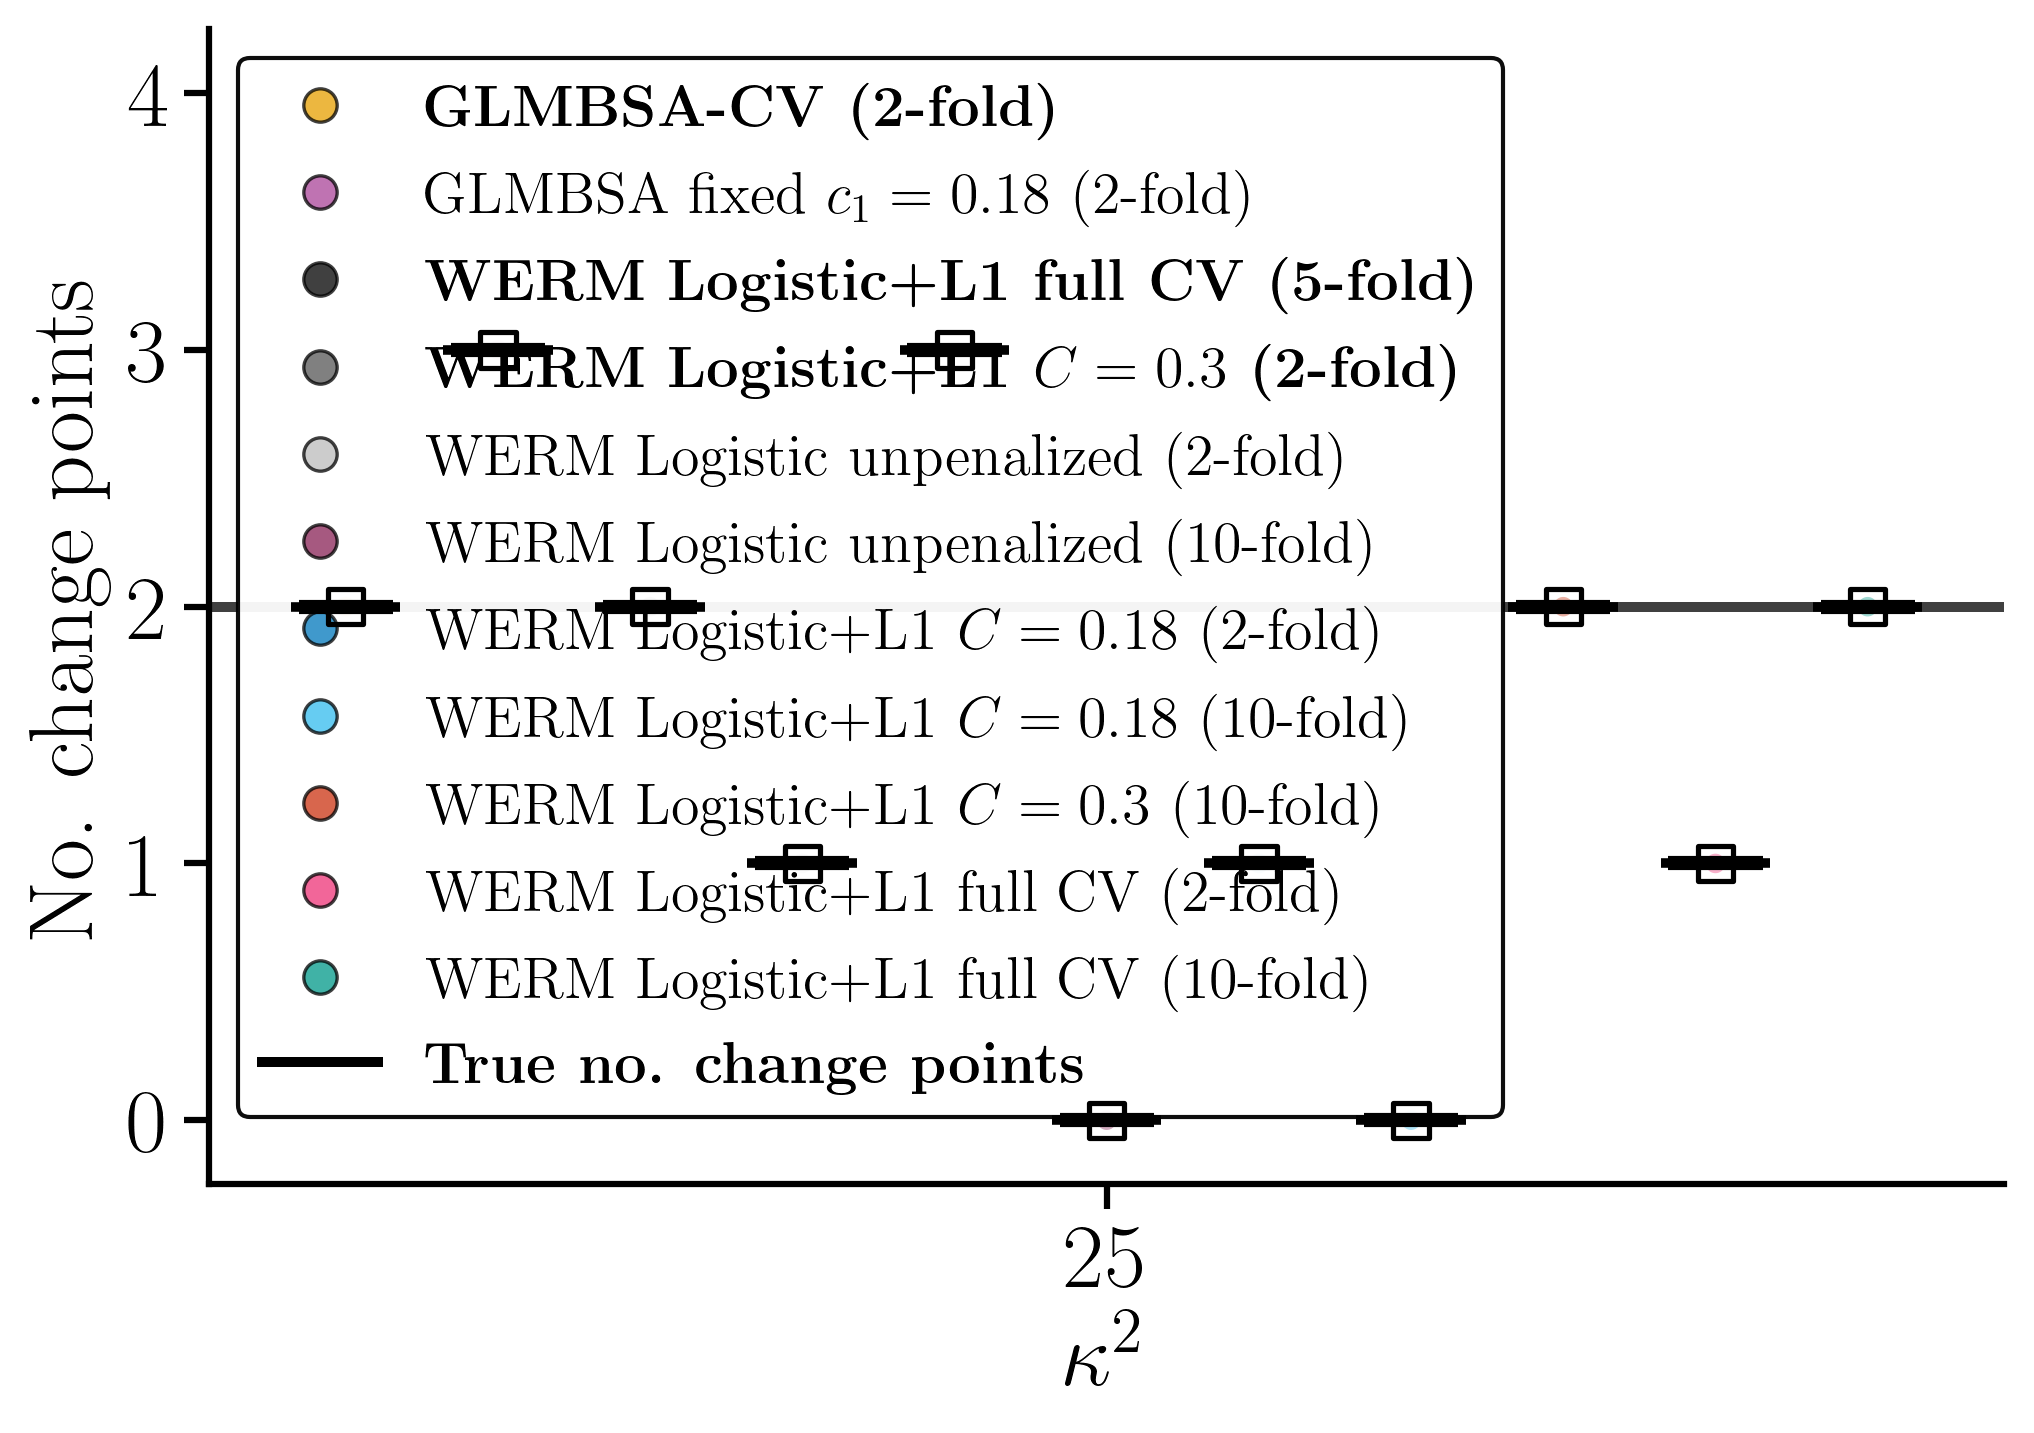 No. change points
4
3
2
1
0
GLMBSA-CV (2-fold)
GLMBSA fixed c₁ = 0.18 (2-fold)
WERM Logistic+L1 full CV (5-fold)
WERM Logistic+L1 C = 0.3 (2-fold)
WERM Logistic unpenalized (2-fold)
WERM Logistic unpenalized (10-fold)
WERM Logistic+L1 C = 0.18 (2-fold)
WERM Logistic+L1 C = 0.18 (10-fold)
WERM Logistic+L1 C = 0.3 (10-fold)
WERM Logistic+L1 full CV (2-fold)
WERM Logistic+L1 full CV (10-fold)
True no. change points
25
κ²